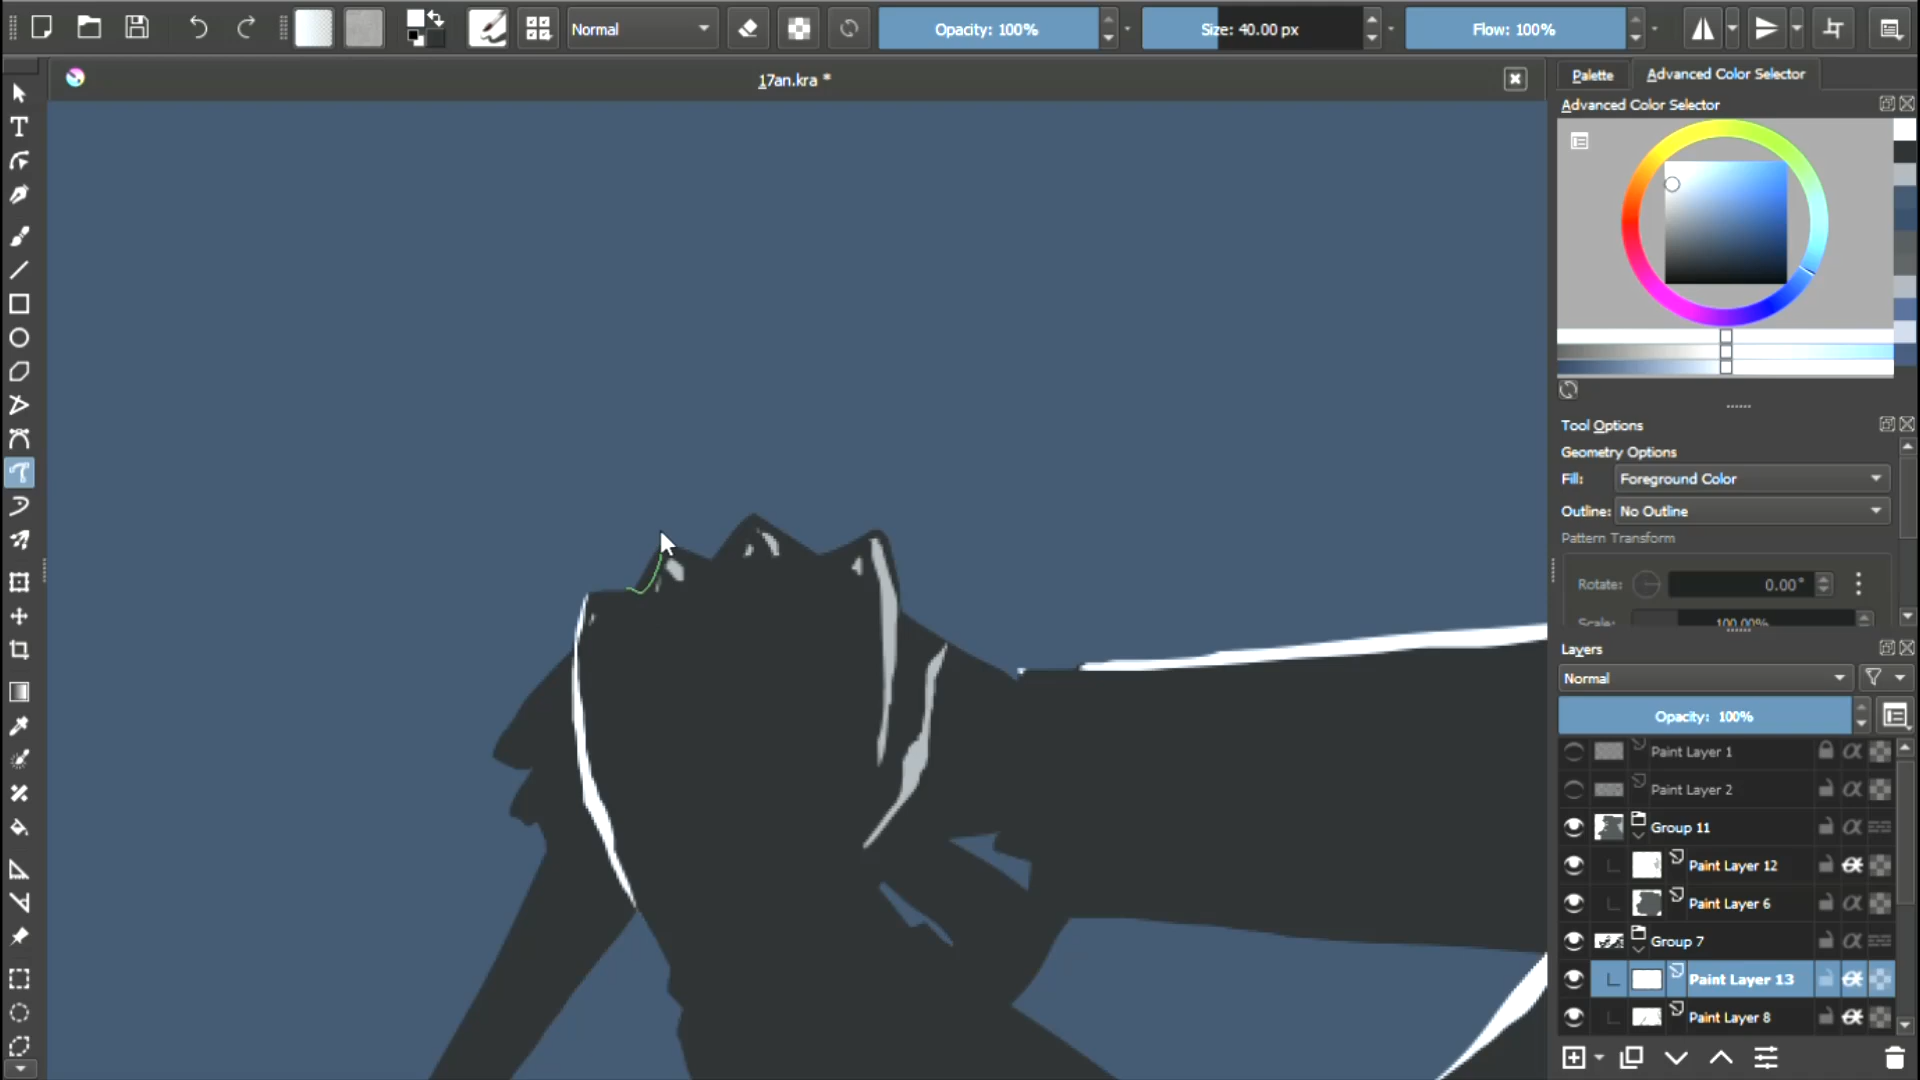 Normal
Opacity: 100%
Size: 40.00 px
Flow: 100%
17an.kra *
Palette
Advanced Color Selector
Advanced Color Selector
Tool Options
Geometry Options
Fill:
Foreground Color
Outline:
No Outline
Pattern Transform
Rotate:
0.00°
Scale:
100.00%
Layers
Normal
Opacity: 100%
Paint Layer 1
Paint Layer 2
Group 11
Paint Layer 12
Paint Layer 6
Group 7
Paint Layer 13
Paint Layer 8